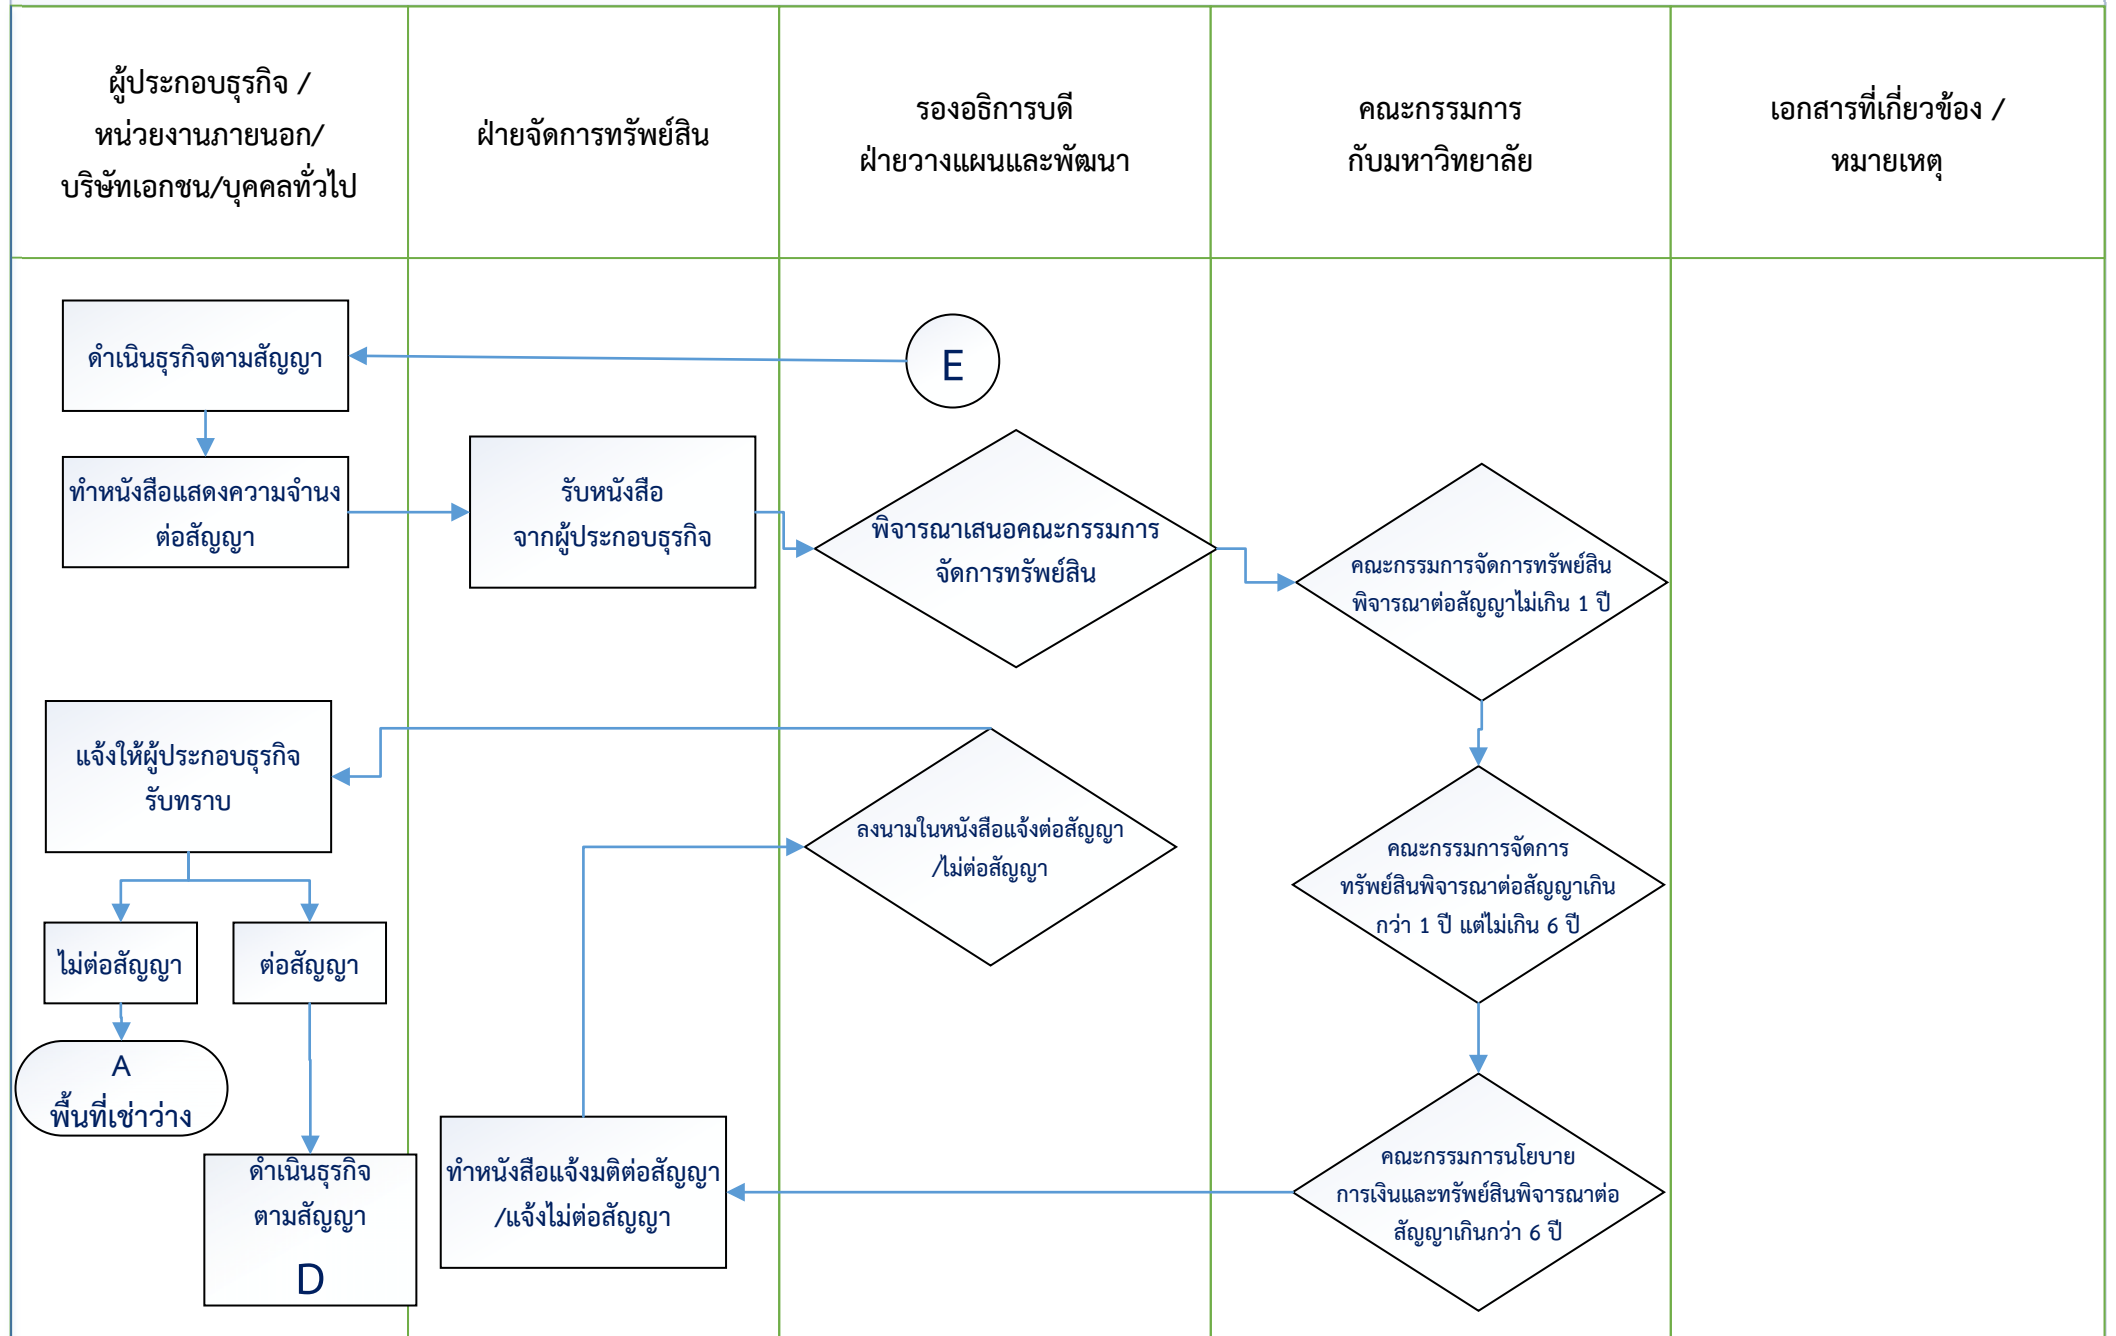 ผู้ประกอบธุรกิจ /
หน่วยงานภายนอก/
บริษัทเอกชน/บุคคลทั่วไป
ฝ่ายจัดการทรัพย์สิน
รองอธิการบดี
ฝ่ายวางแผนและพัฒนา
คณะกรรมการ
กับมหาวิทยาลัย
เอกสารที่เกี่ยวข้อง /
หมายเหตุ
ดำเนินธุรกิจตามสัญญา
E
ทำหนังสือแสดงความจำนง
ต่อสัญญา
รับหนังสือ
จากผู้ประกอบธุรกิจ
พิจารณาเสนอคณะกรรมการ
จัดการทรัพย์สิน
คณะกรรมการจัดการทรัพย์สิน
พิจารณาต่อสัญญาไม่เกิน 1 ปี
แจ้งให้ผู้ประกอบธุรกิจ
รับทราบ
ลงนามในหนังสือแจ้งต่อสัญญา
/ไม่ต่อสัญญา
คณะกรรมการจัดการ
ทรัพย์สินพิจารณาต่อสัญญาเกิน
กว่า 1 ปี แต่ไม่เกิน 6 ปี
ไม่ต่อสัญญา
ต่อสัญญา
A
พื้นที่เช่าว่าง
ดำเนินธุรกิจ
ตามสัญญา
D
ทำหนังสือแจ้งมติต่อสัญญา
/แจ้งไม่ต่อสัญญา
คณะกรรมการนโยบาย
การเงินและทรัพย์สินพิจารณาต่อ
สัญญาเกินกว่า 6 ปี